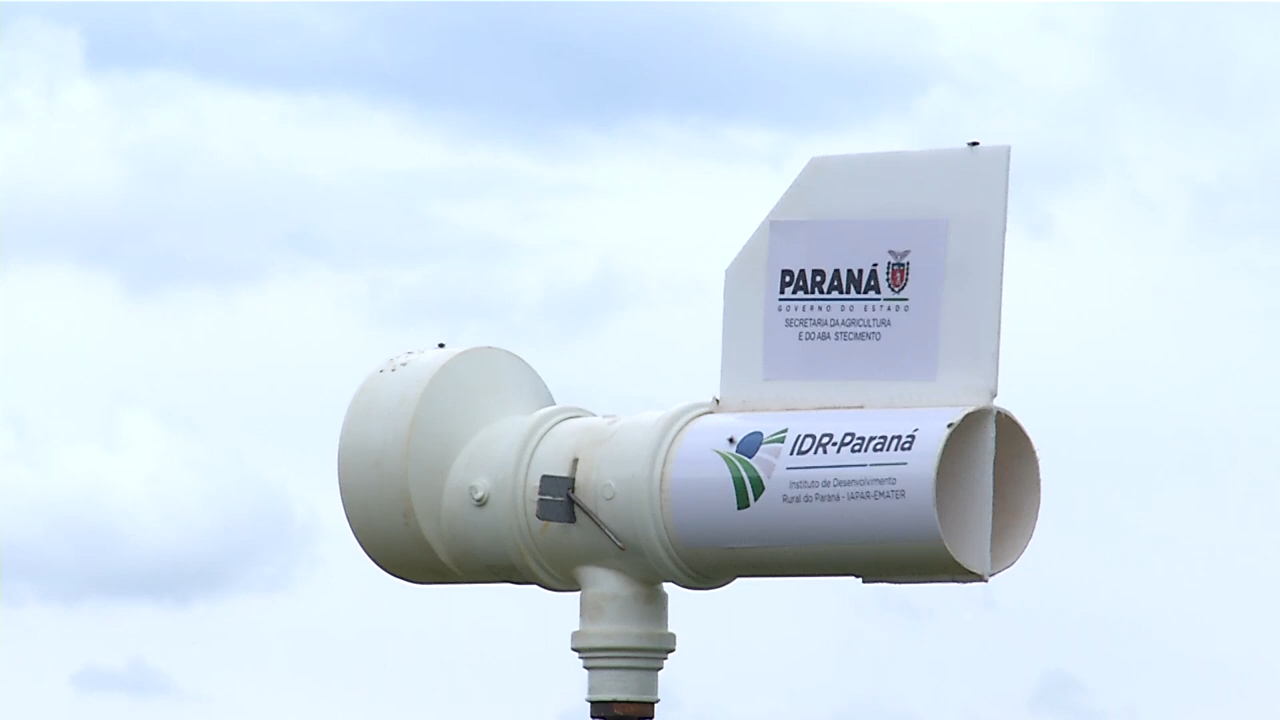 PARANÁ
GOVERNO DO ESTADO
SECRETARIA DA AGRICULTURA
E DO ABA STECIMENTO
IDR-Paraná
Instituto de Desenvolvimento
Rural do Paraná - IAPAR-EMATER